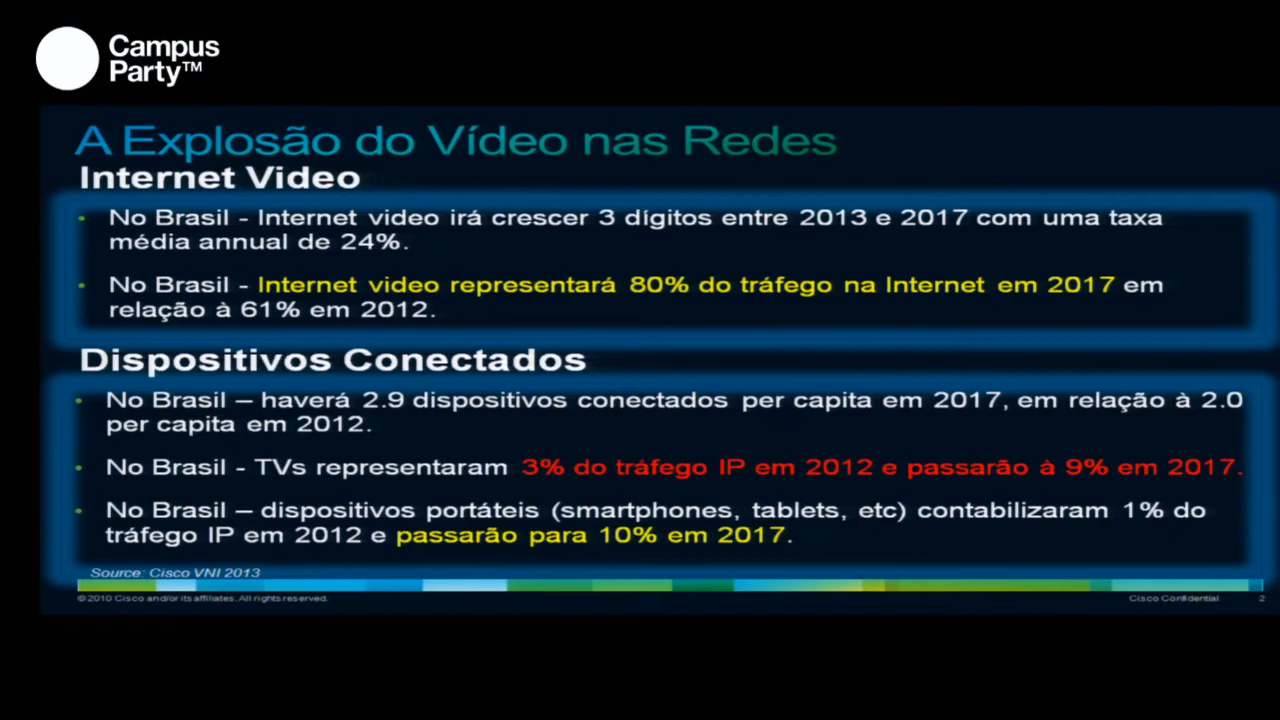 Campus
Party™
A Explosão do Vídeo nas Redes
Internet Video
• No Brasil - Internet video irá crescer 3 dígitos entre 2013 e 2017 com uma taxa
média annual de 24%.
• No Brasil - Internet video representará 80% do tráfego na Internet em 2017 em
relação à 61% em 2012.
Dispositivos Conectados
• No Brasil – haverá 2.9 dispositivos conectados per capita em 2017, em relação à 2.0
per capita em 2012.
• No Brasil - TVs representaram 3% do tráfego IP em 2012 e passarão à 9% em 2017.
• No Brasil – dispositivos portáteis (smartphones, tablets, etc) contabilizaram 1% do
tráfego IP em 2012 e passarão para 10% em 2017.
Source: Cisco VNI 2013
© 2010 Cisco and/or its affiliates. All rights reserved.
Cisco Confidential 2